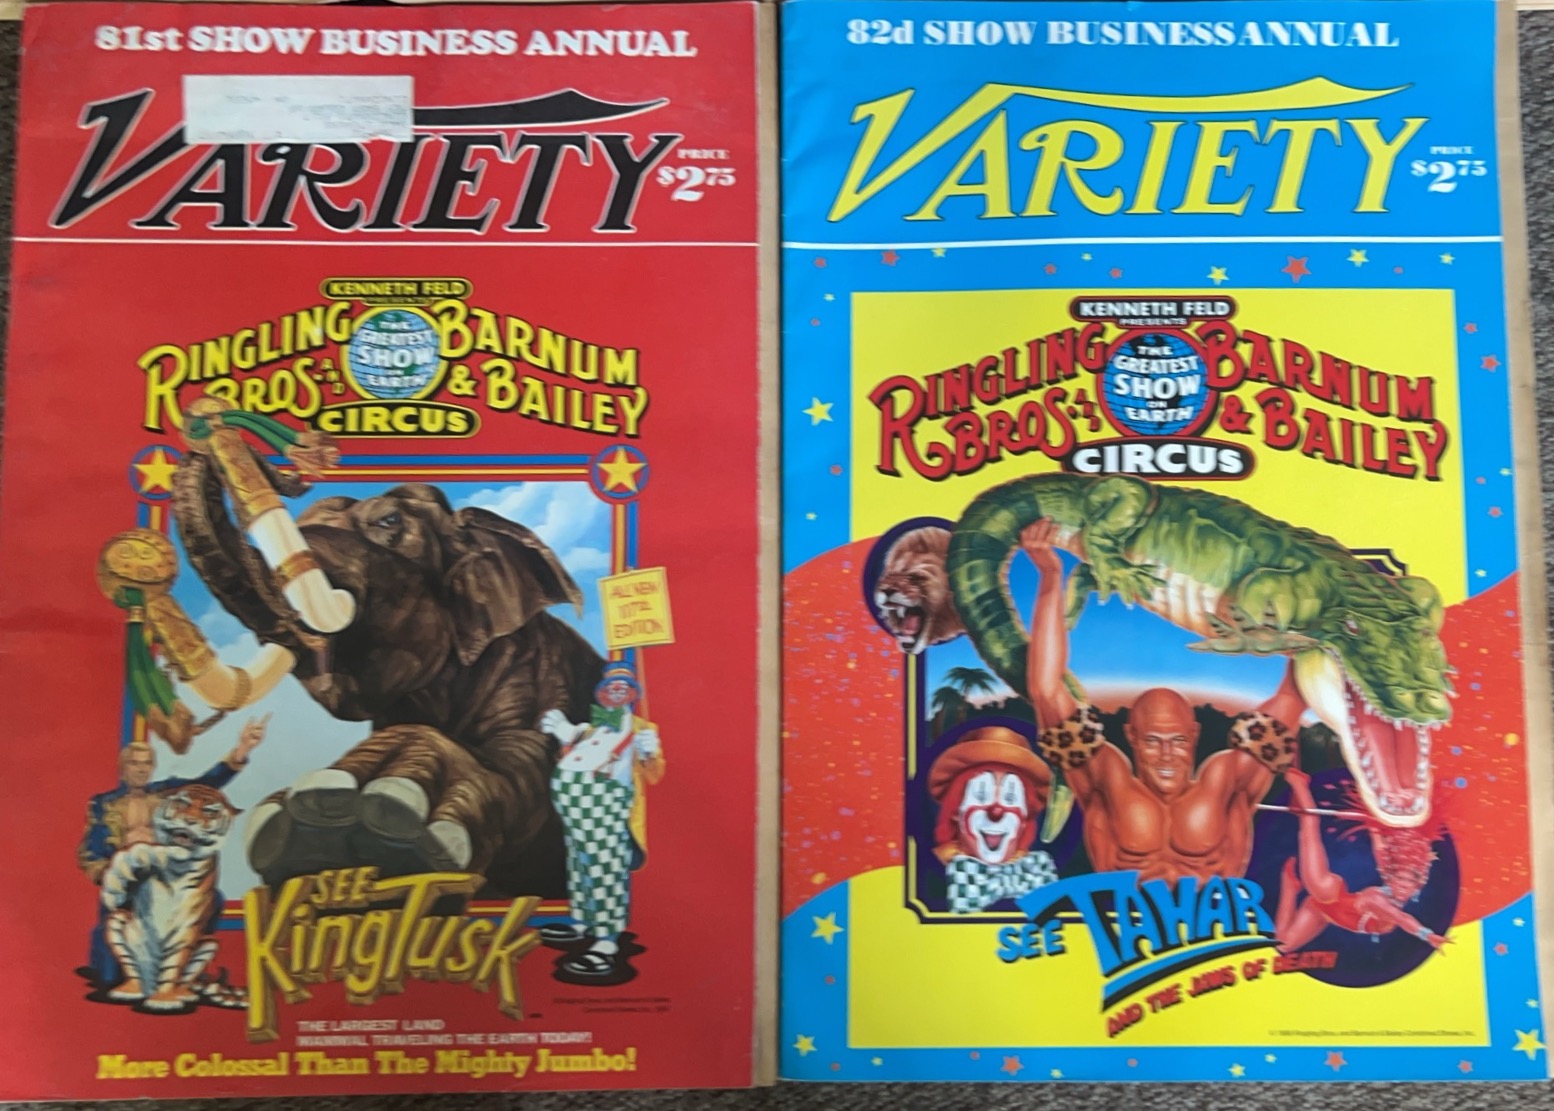 81st SHOW BUSINESS ANNUAL
VARIETY
PRICE
$2.75
KENNETH FELD
PRESENTS
RINGLING BROS. AND BARNUM & BAILEY
THE GREATEST SHOW ON EARTH
CIRCUS
ALL NEW
117th
EDITION
SEE
King Tusk
THE LARGEST LAND
MAMMAL TRAVELING THE EARTH TODAY!
More Colossal Than The Mighty Jumbo!
82d SHOW BUSINESS ANNUAL
VARIETY
PRICE
$2.75
KENNETH FELD
PRESENTS
RINGLING BROS. AND BARNUM & BAILEY
THE GREATEST SHOW ON EARTH
CIRCUS
SEE TAHAR
AND THE JAWS OF DEATH